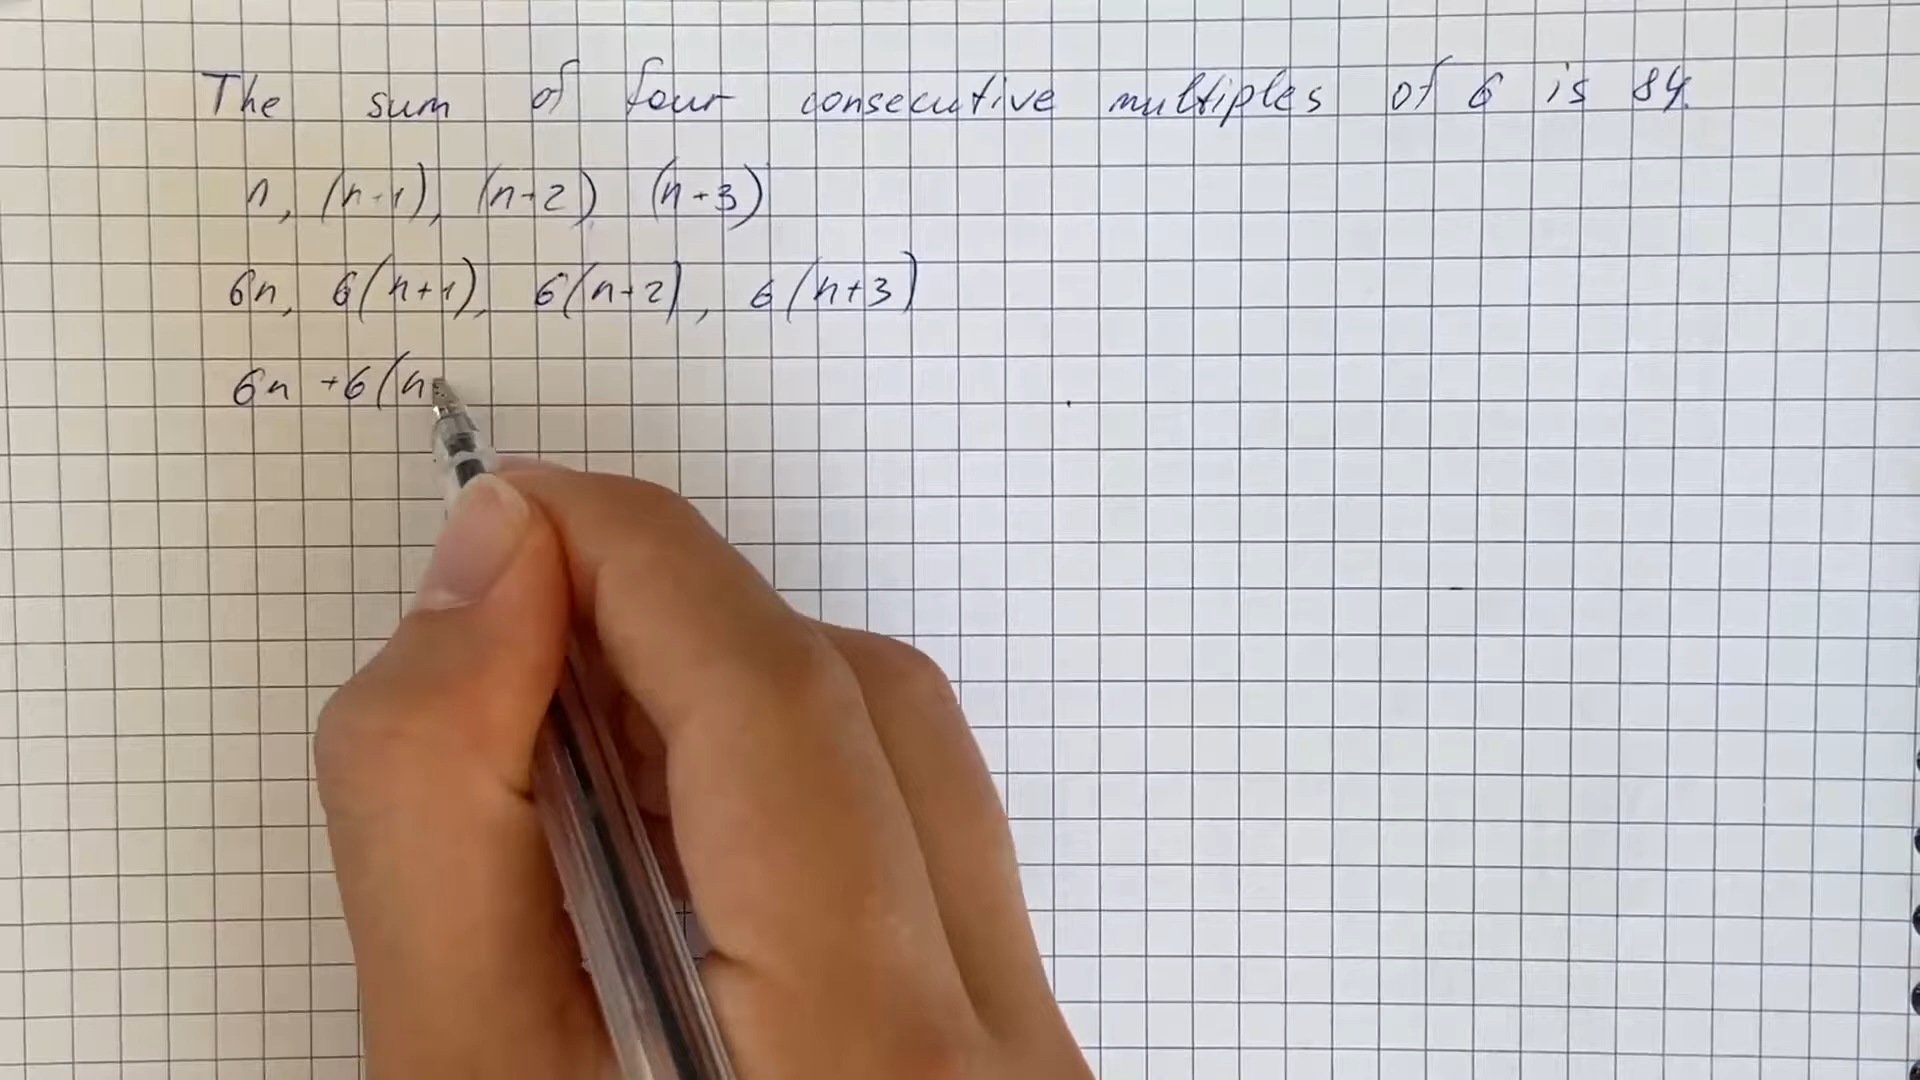 The sum of four consecutive multiples of 6 is 84.
n, (n+1), (n+2) (n+3)
6n, 6(n+1), 6(n+2), 6(n+3)
6n +6(n